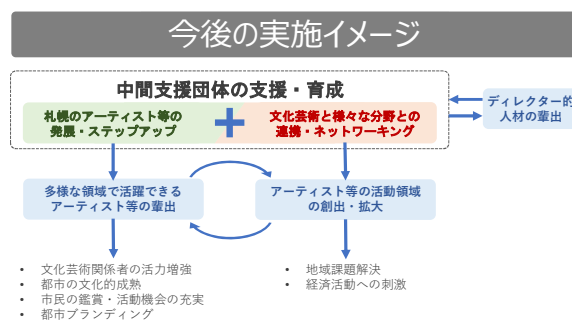 今後の実施イメージ
中間支援団体の支援・育成
札幌のアーティスト等の
発展・ステップアップ
文化芸術と様々な分野との
連携・ネットワーキング
ディレクター的
人材の輩出
多様な領域で活躍できる
アーティスト等の輩出
アーティスト等の活動領域
の創出・拡大
• 文化芸術関係者の活力増強
• 都市の文化的成熟
• 市民の鑑賞・活動機会の充実
• 都市ブランディング
• 地域課題解決
• 経済活動への刺激